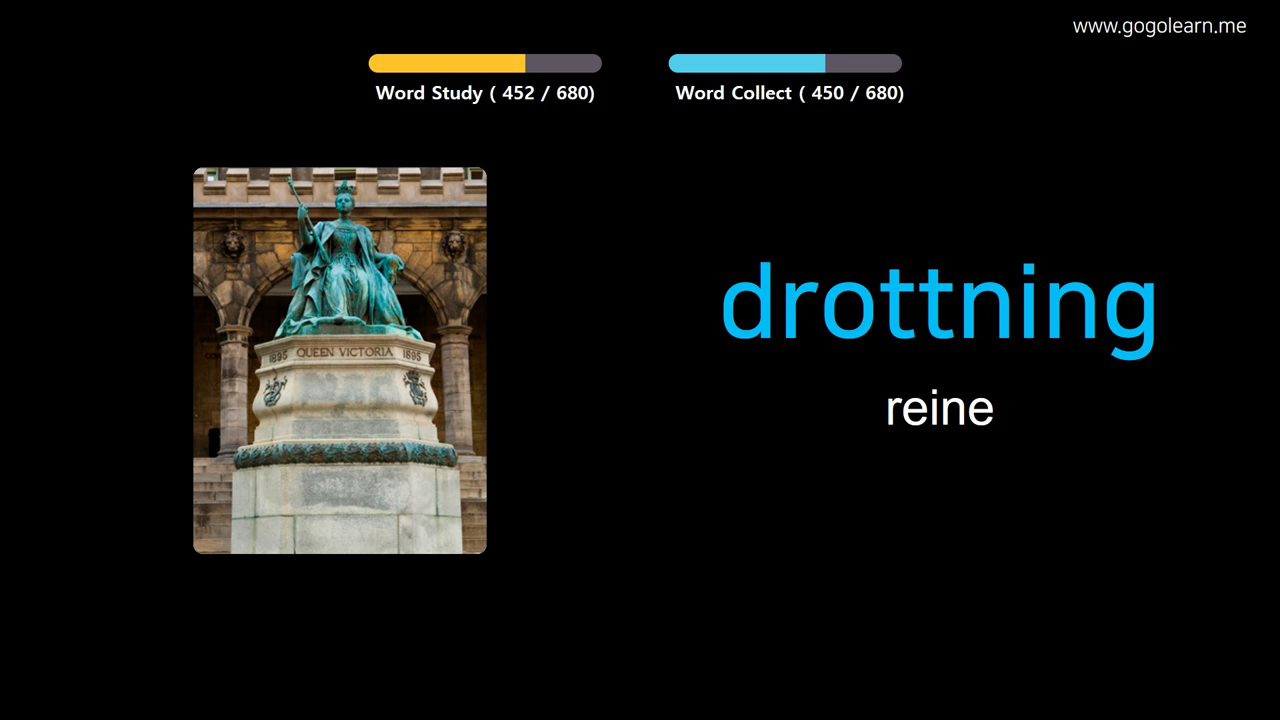 www.gogolearn.me
Word Study ( 452 / 680)
Word Collect ( 450 / 680)
1895 QUEEN VICTORIA 1895
drottning
reine